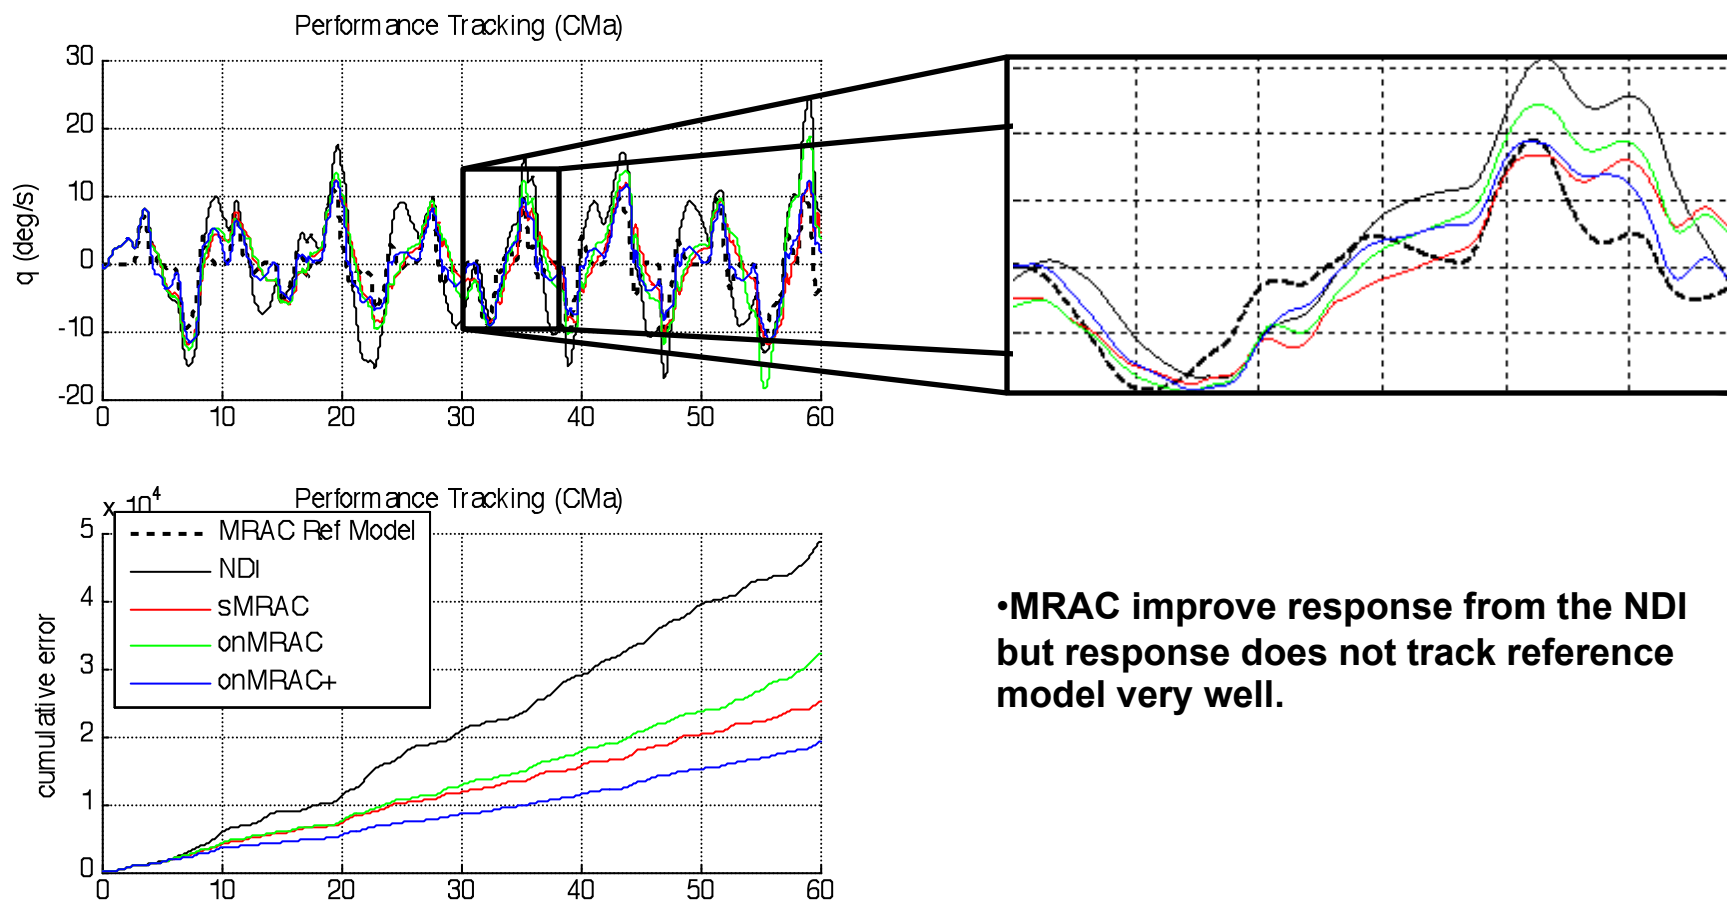 Performance Tracking (CMa)
30
20
10
0
-10
-20
q (deg/s)
0 10 20 30 40 50 60
Performance Tracking (CMa)
x 10^4
5
4
3
2
1
0
cumulative error
MRAC Ref Model
NDI
sMRAC
onMRAC
onMRAC+
0 10 20 30 40 50 60
•MRAC improve response from the NDI
but response does not track reference
model very well.